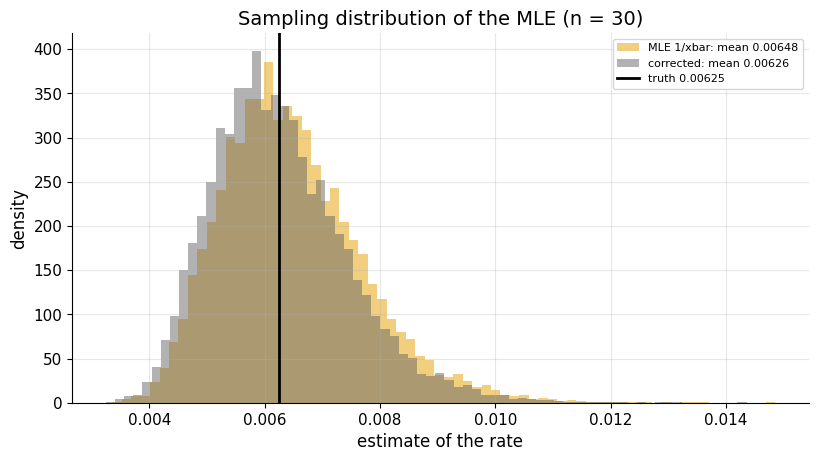 Sampling distribution of the MLE (n = 30)
MLE 1/xbar: mean 0.00648
corrected: mean 0.00626
truth 0.00625
density
400
350
300
250
200
150
100
50
0
0.004
0.006
0.008
0.010
0.012
0.014
estimate of the rate